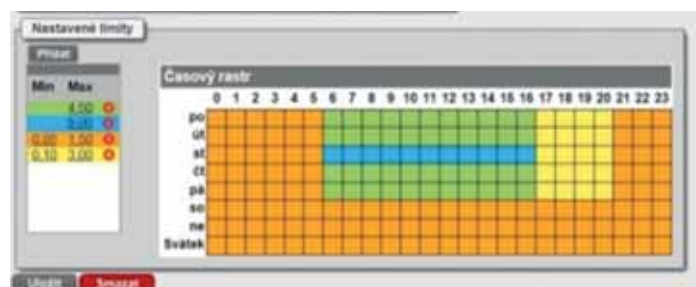 Nastavené limity
Přidat
Min Max
4,50
0,00 1,50
0,10 3,00
Časový rastr
0 1 2 3 4 5 6 7 8 9 10 11 12 13 14 15 16 17 18 19 20 21 22 23
po
út
st
čt
pá
so
ne
Svátek
Uložit Smazat